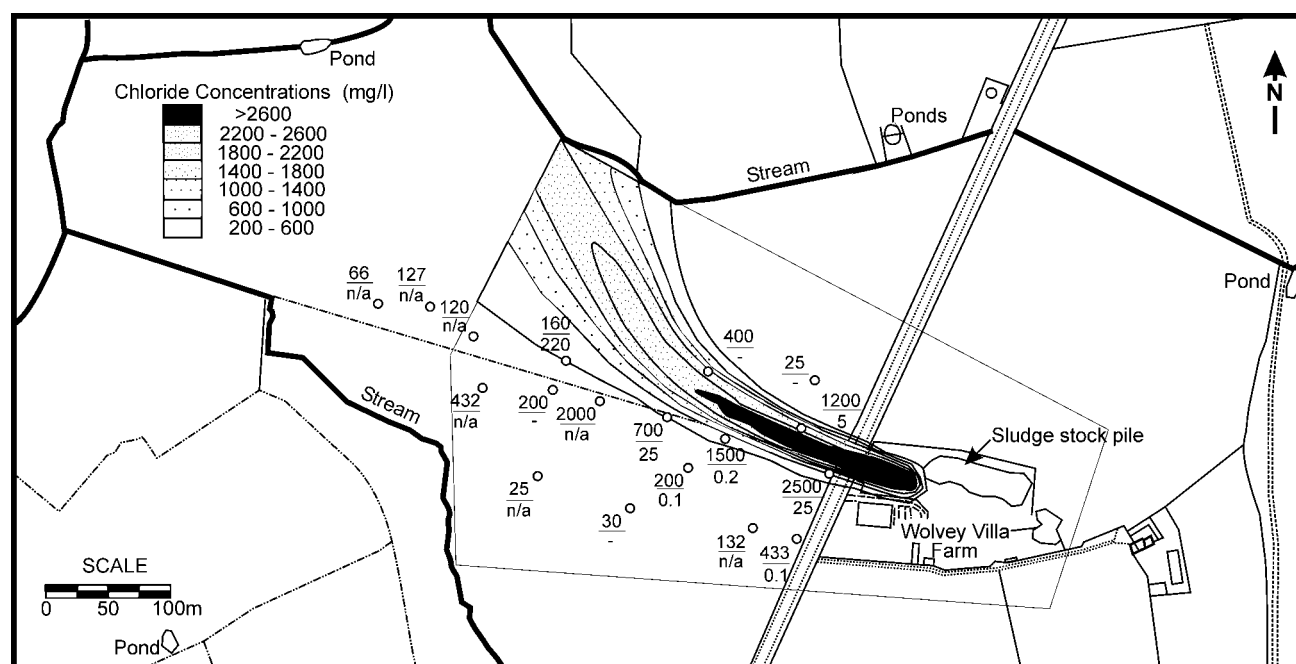 Pond
Chloride Concentrations (mg/l)
>2600
2200 - 2600
1800 - 2200
1400 - 1800
1000 - 1400
600 - 1000
200 - 600
Ponds
N
Stream
66
n/a
127
n/a
120
n/a
160
220
400
-
25
-
Pond
Stream
432
n/a
200
-
2000
n/a
700
25
1500
0.2
1200
5
Sludge stock pile
25
n/a
200
0.1
2500
25
30
-
132
n/a
433
0.1
Wolvey Villa
Farm
SCALE
0 50 100m
Pond